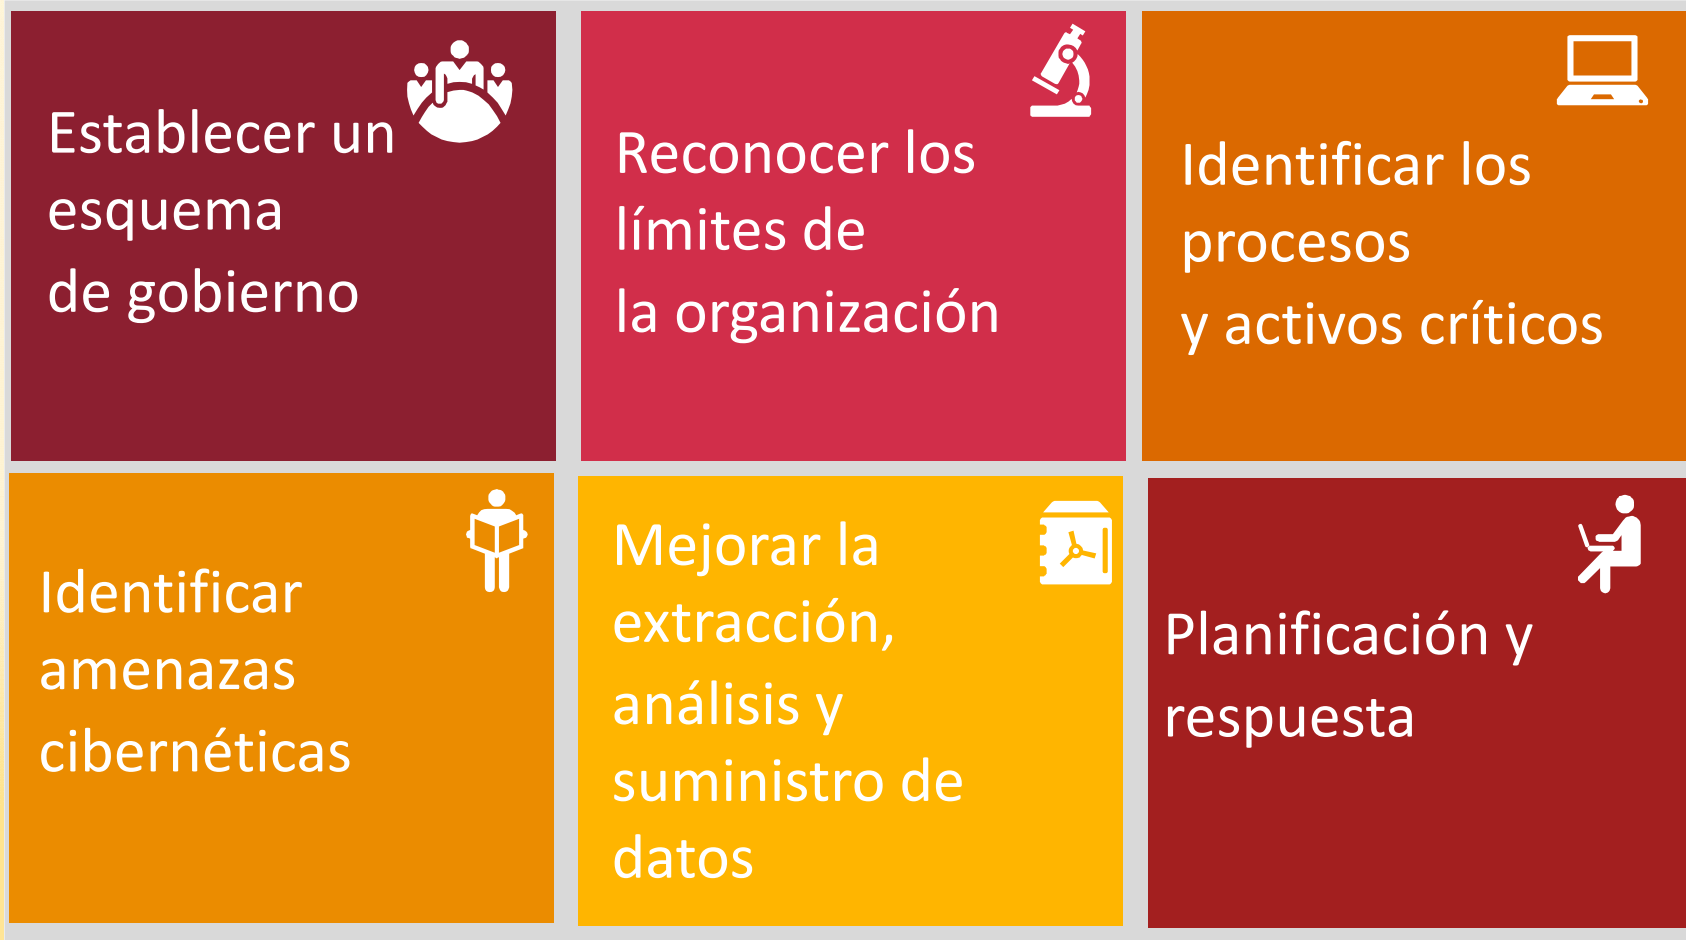 Establecer un
esquema
de gobierno
Reconocer los
límites de
la organización
Identificar los
procesos
y activos críticos
Identificar
amenazas
cibernéticas
Mejorar la
extracción,
análisis y
suministro de
datos
Planificación y
respuesta